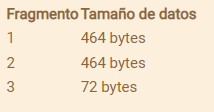 Fragmento Tamaño de datos
1 464 bytes
2 464 bytes
3 72 bytes